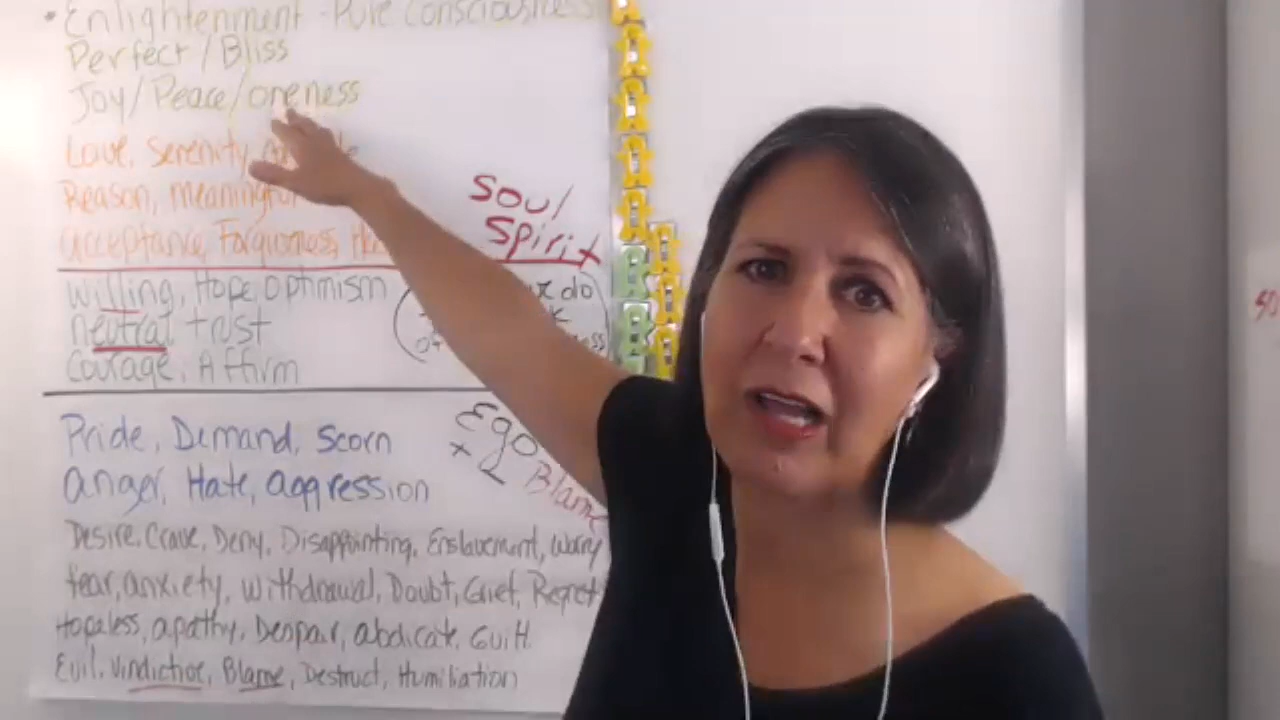 • Enlightenment - Pure Consciousness
Perfect / Bliss
Joy / Peace / oneness
Love, Serenity,
Reason,
acceptance, Forgiveness,
Soul
Spirit
willing, Hope, optimism
do
neutral trust
Courage, Affirm
Pride, Demand, Scorn
Ego
anger, Hate, aggression
Blame
Desire, Crave, Deny, Disappointing, Enslavement, worry
fear, anxiety, withdrawal, Doubt, Grief, Regret
Hopeless, apathy, Despair, abdicate, Guilt
Evil, Vindictive, Blame, Destruct, Humiliation